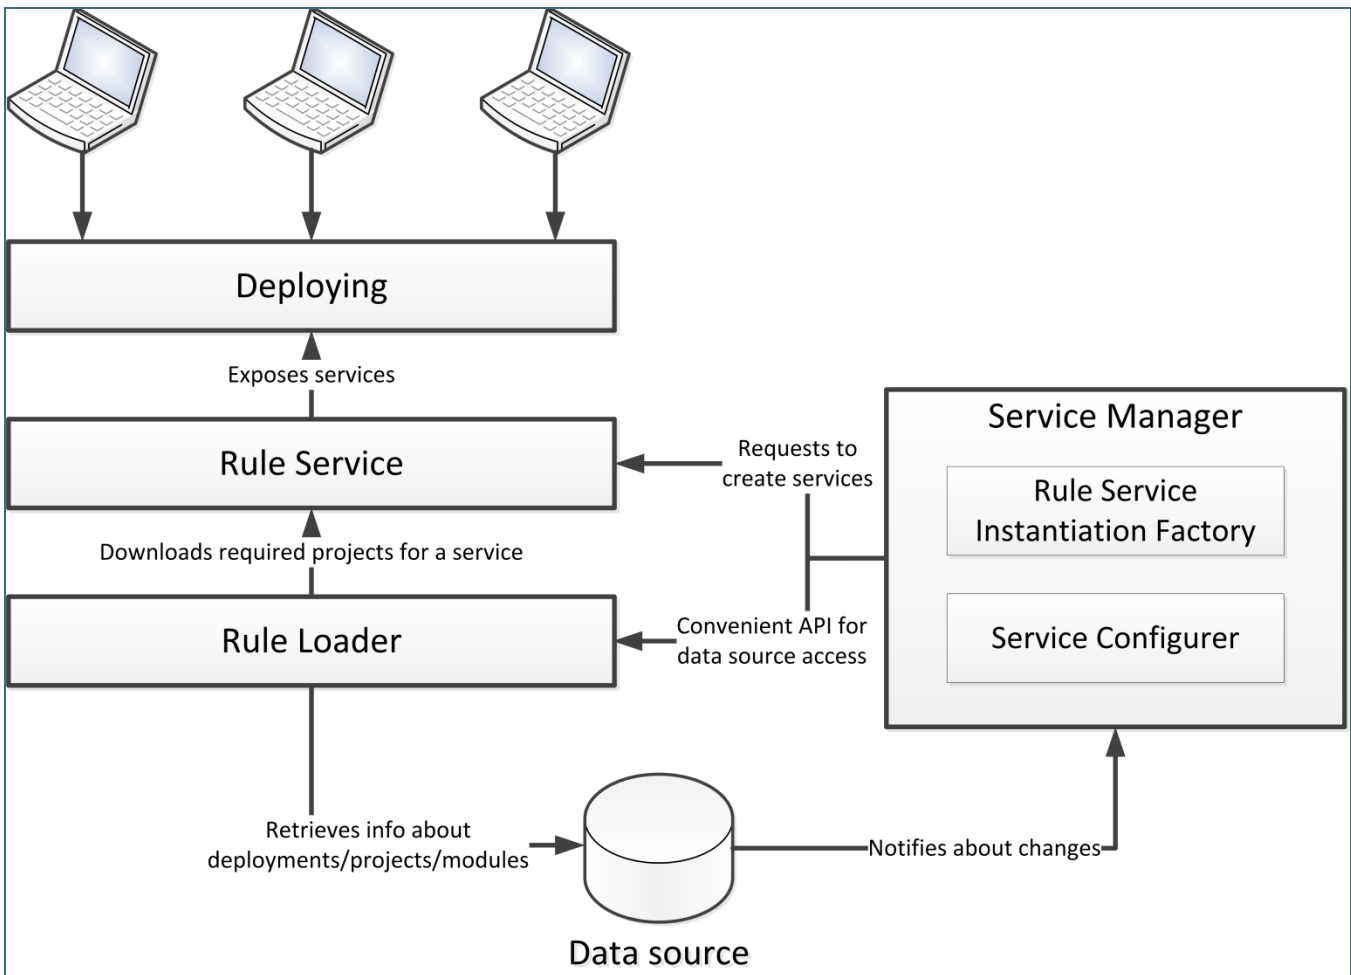 Deploying
Exposes services
Rule Service
Requests to
create services
Service Manager
Rule Service
Instantiation Factory
Downloads required projects for a service
Rule Loader
Convenient API for
data source access
Service Configurer
Retrieves info about
deployments/projects/modules
Notifies about changes
Data source